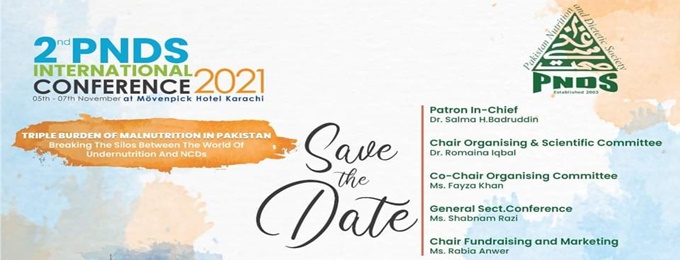 2nd PNDS
INTERNATIONAL
CONFERENCE 2021
05th - 07th November at Mövenpick Hotel Karachi
TRIPLE BURDEN OF MALNUTRITION IN PAKISTAN
Breaking The Silos Between The World Of
Undernutrition And NCDs
Save
the
Date
Pakistan Nutrition and Dietetic Society
PNDS
Established 2003
Patron In-Chief
Dr. Salma H.Badruddin
Chair Organising & Scientific Committee
Dr. Romaina Iqbal
Co-Chair Organising Committee
Ms. Fayza Khan
General Sect.Conference
Ms. Shabnam Razi
Chair Fundraising and Marketing
Ms. Rabia Anwer